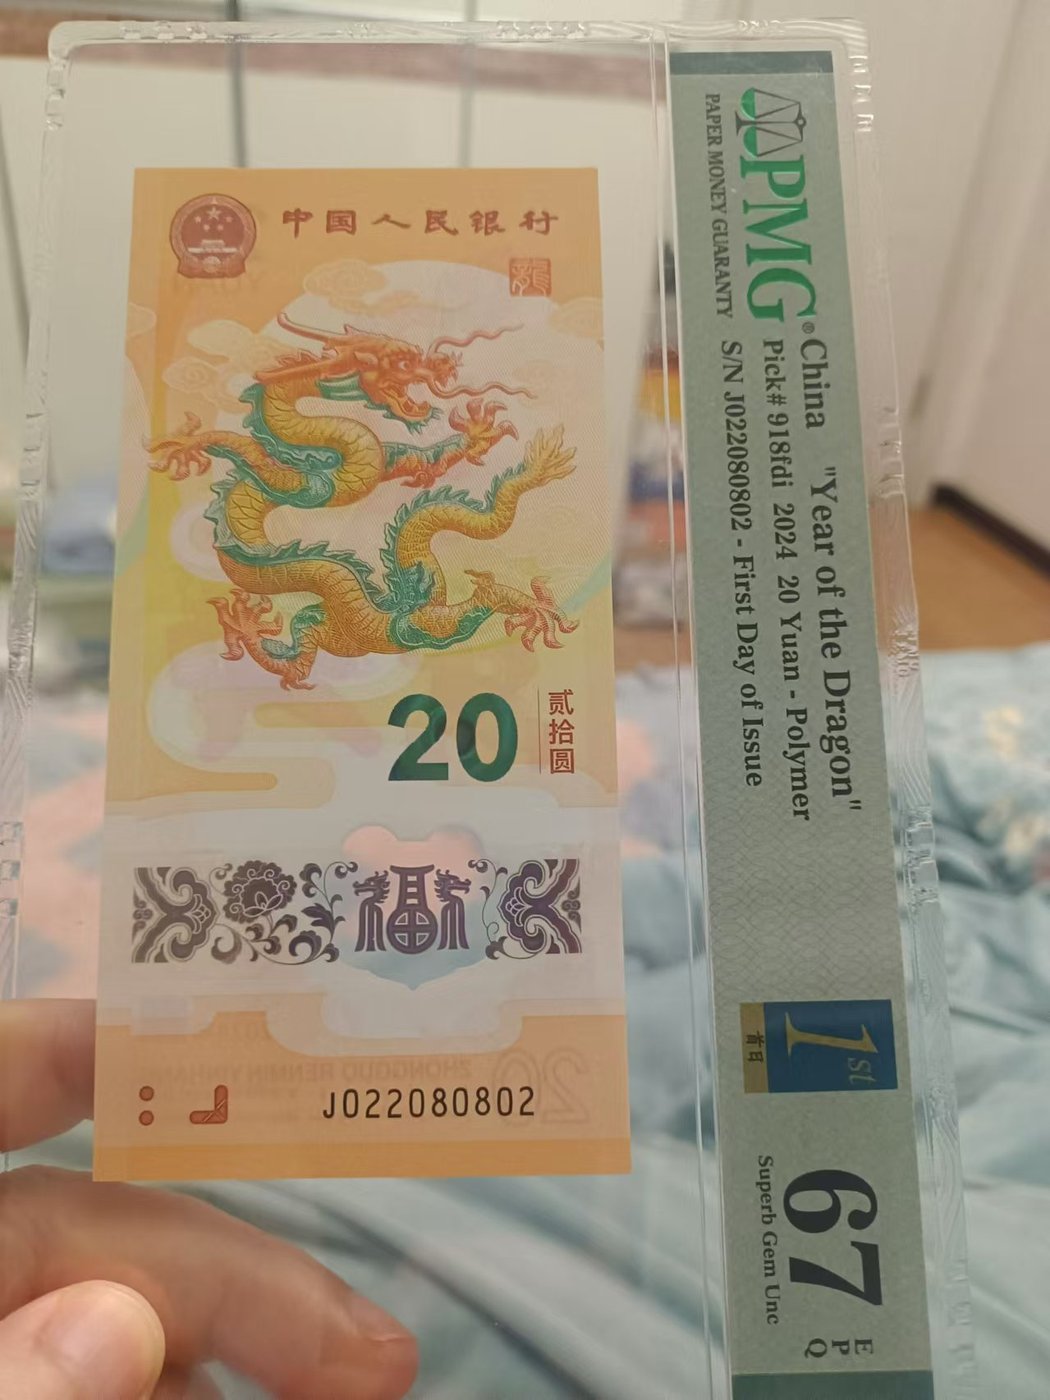 中国人民银行
龍
20
贰拾圆
福
20
ZHONGGUO RENMIN YINHANG
J022080802
PMG®
PAPER MONEY GUARANTY
China "Year of the Dragon"
Pick# 918fdi 2024 20 Yuan - Polymer
S/N J022080802 - First Day of Issue
1st
首日
67
EPQ
Superb Gem Unc